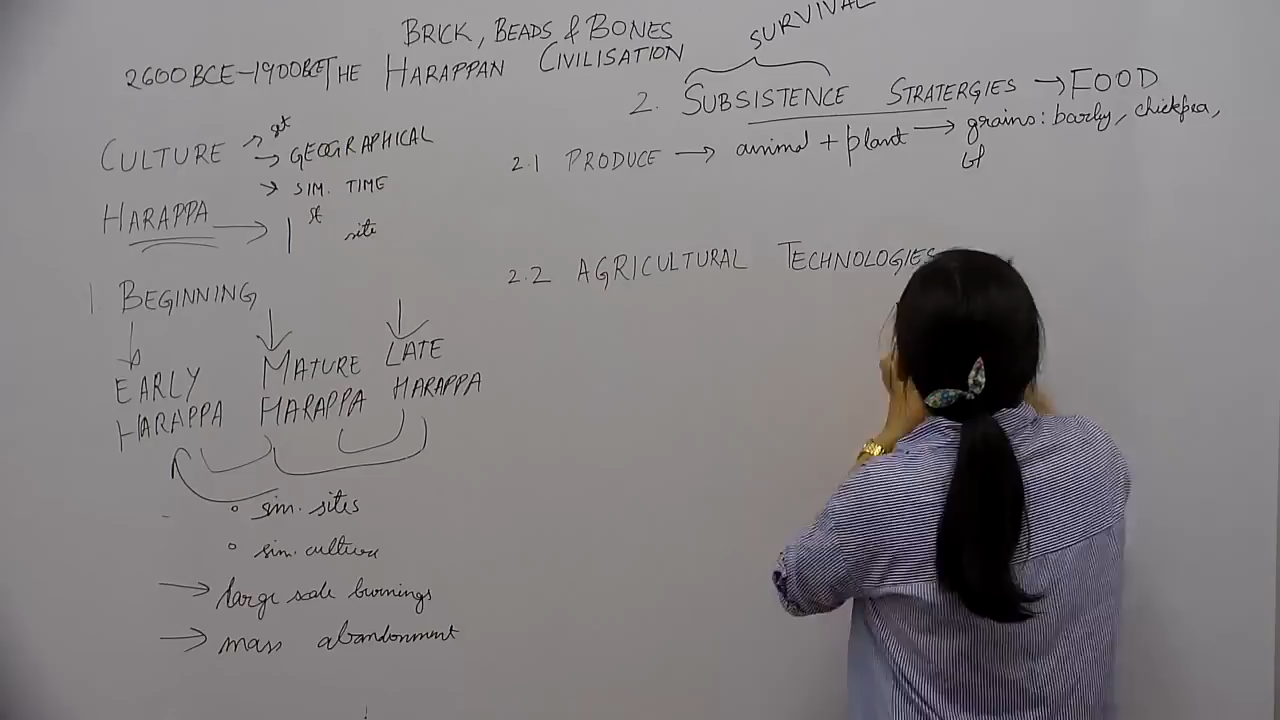 BRICK, BEADS & BONES
2600BCE-1900BCE THE HARAPPAN CIVILISATION
CULTURE → st
→ GEOGRAPHICAL
→ SIM. TIME
HARAPPA → 1st site
1 BEGINNING
EARLY HARAPPA
MATURE HARAPPA
LATE HARAPPA
° sim. sites
° sim. culture
→ large scale burnings
→ mass abandonment
SURVIVAL
2. SUBSISTENCE STRATERGIES → FOOD
2.1 PRODUCE → animal + plant → grains: barly, chickpea,
2.2 AGRICULTURAL TECHNOLOGIES